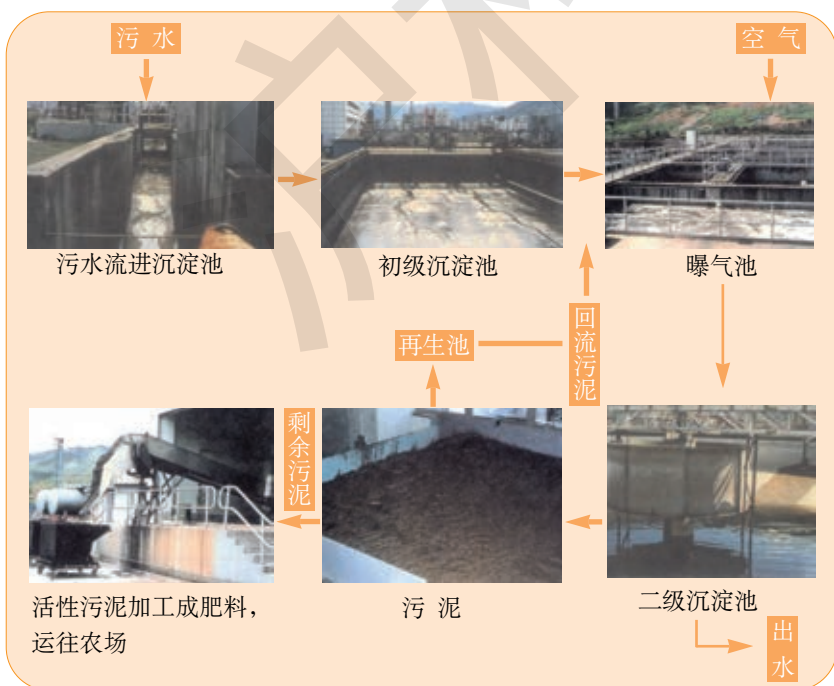 污水
空气
污水流进沉淀池
初级沉淀池
曝气池
再生池
回流污泥
剩余污泥
活性污泥加工成肥料，
运往农场
污 泥
二级沉淀池
出水